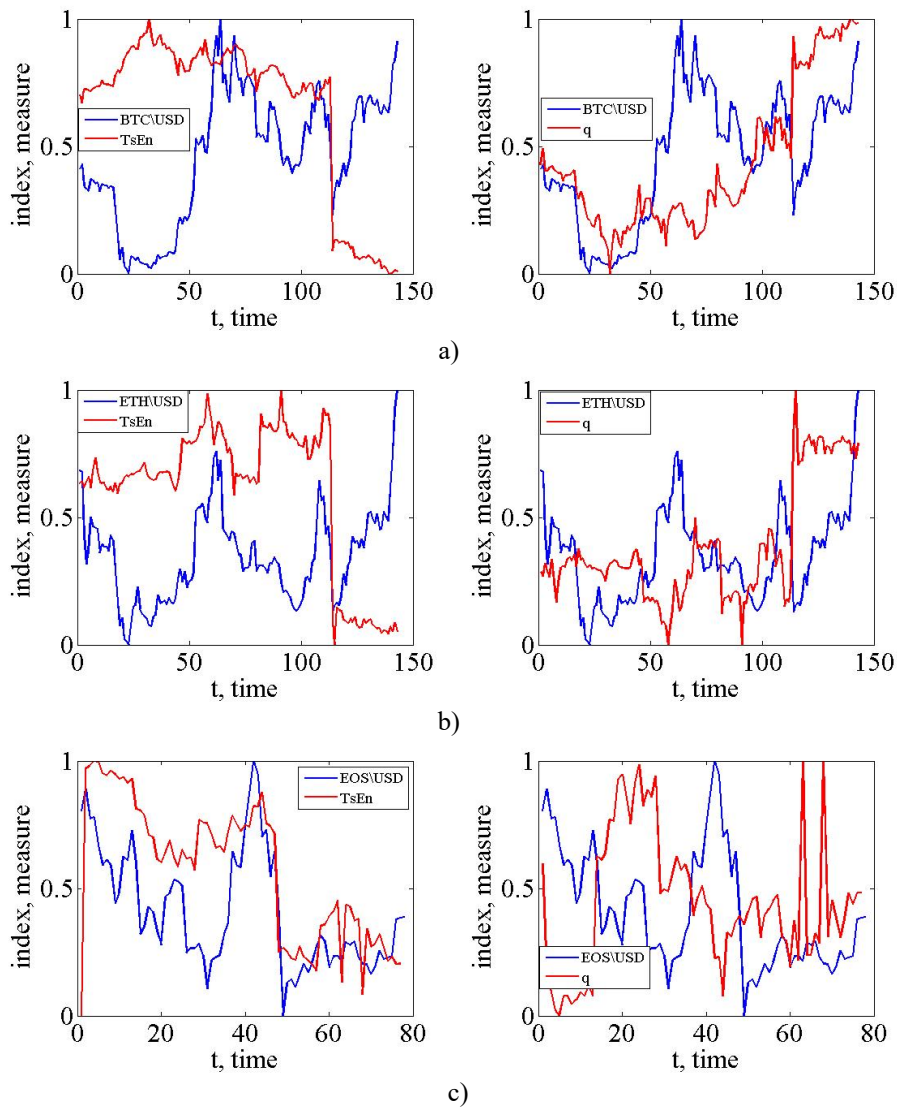 1
0.5
0
index, measure
BTC\USD
TsEn
0 50 100 150
t, time
1
0.5
0
index, measure
BTC\USD
q
0 50 100 150
t, time
a)
1
0.5
0
index, measure
ETH\USD
TsEn
0 50 100 150
t, time
1
0.5
0
index, measure
ETH\USD
q
0 50 100 150
t, time
b)
1
0.5
0
index, measure
EOS\USD
TsEn
0 20 40 60 80
t, time
1
0.5
0
index, measure
EOS\USD
q
0 20 40 60 80
t, time
c)